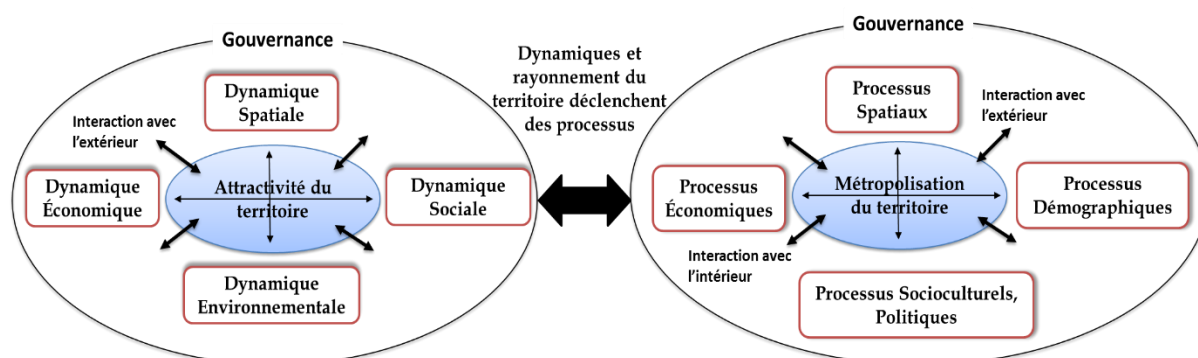 Gouvernance
Dynamique
Spatiale
Interaction avec
l'extérieur
Dynamique
Économique
Attractivité du
territoire
Dynamique
Sociale
Dynamique
Environnementale
Dynamiques et
rayonnement du
territoire déclenchent
des processus
Gouvernance
Processus
Spatiaux
Interaction avec
l'extérieur
Processus
Économiques
Métropolisation
du territoire
Processus
Démographiques
Interaction avec
l'intérieur
Processus Socioculturels,
Politiques